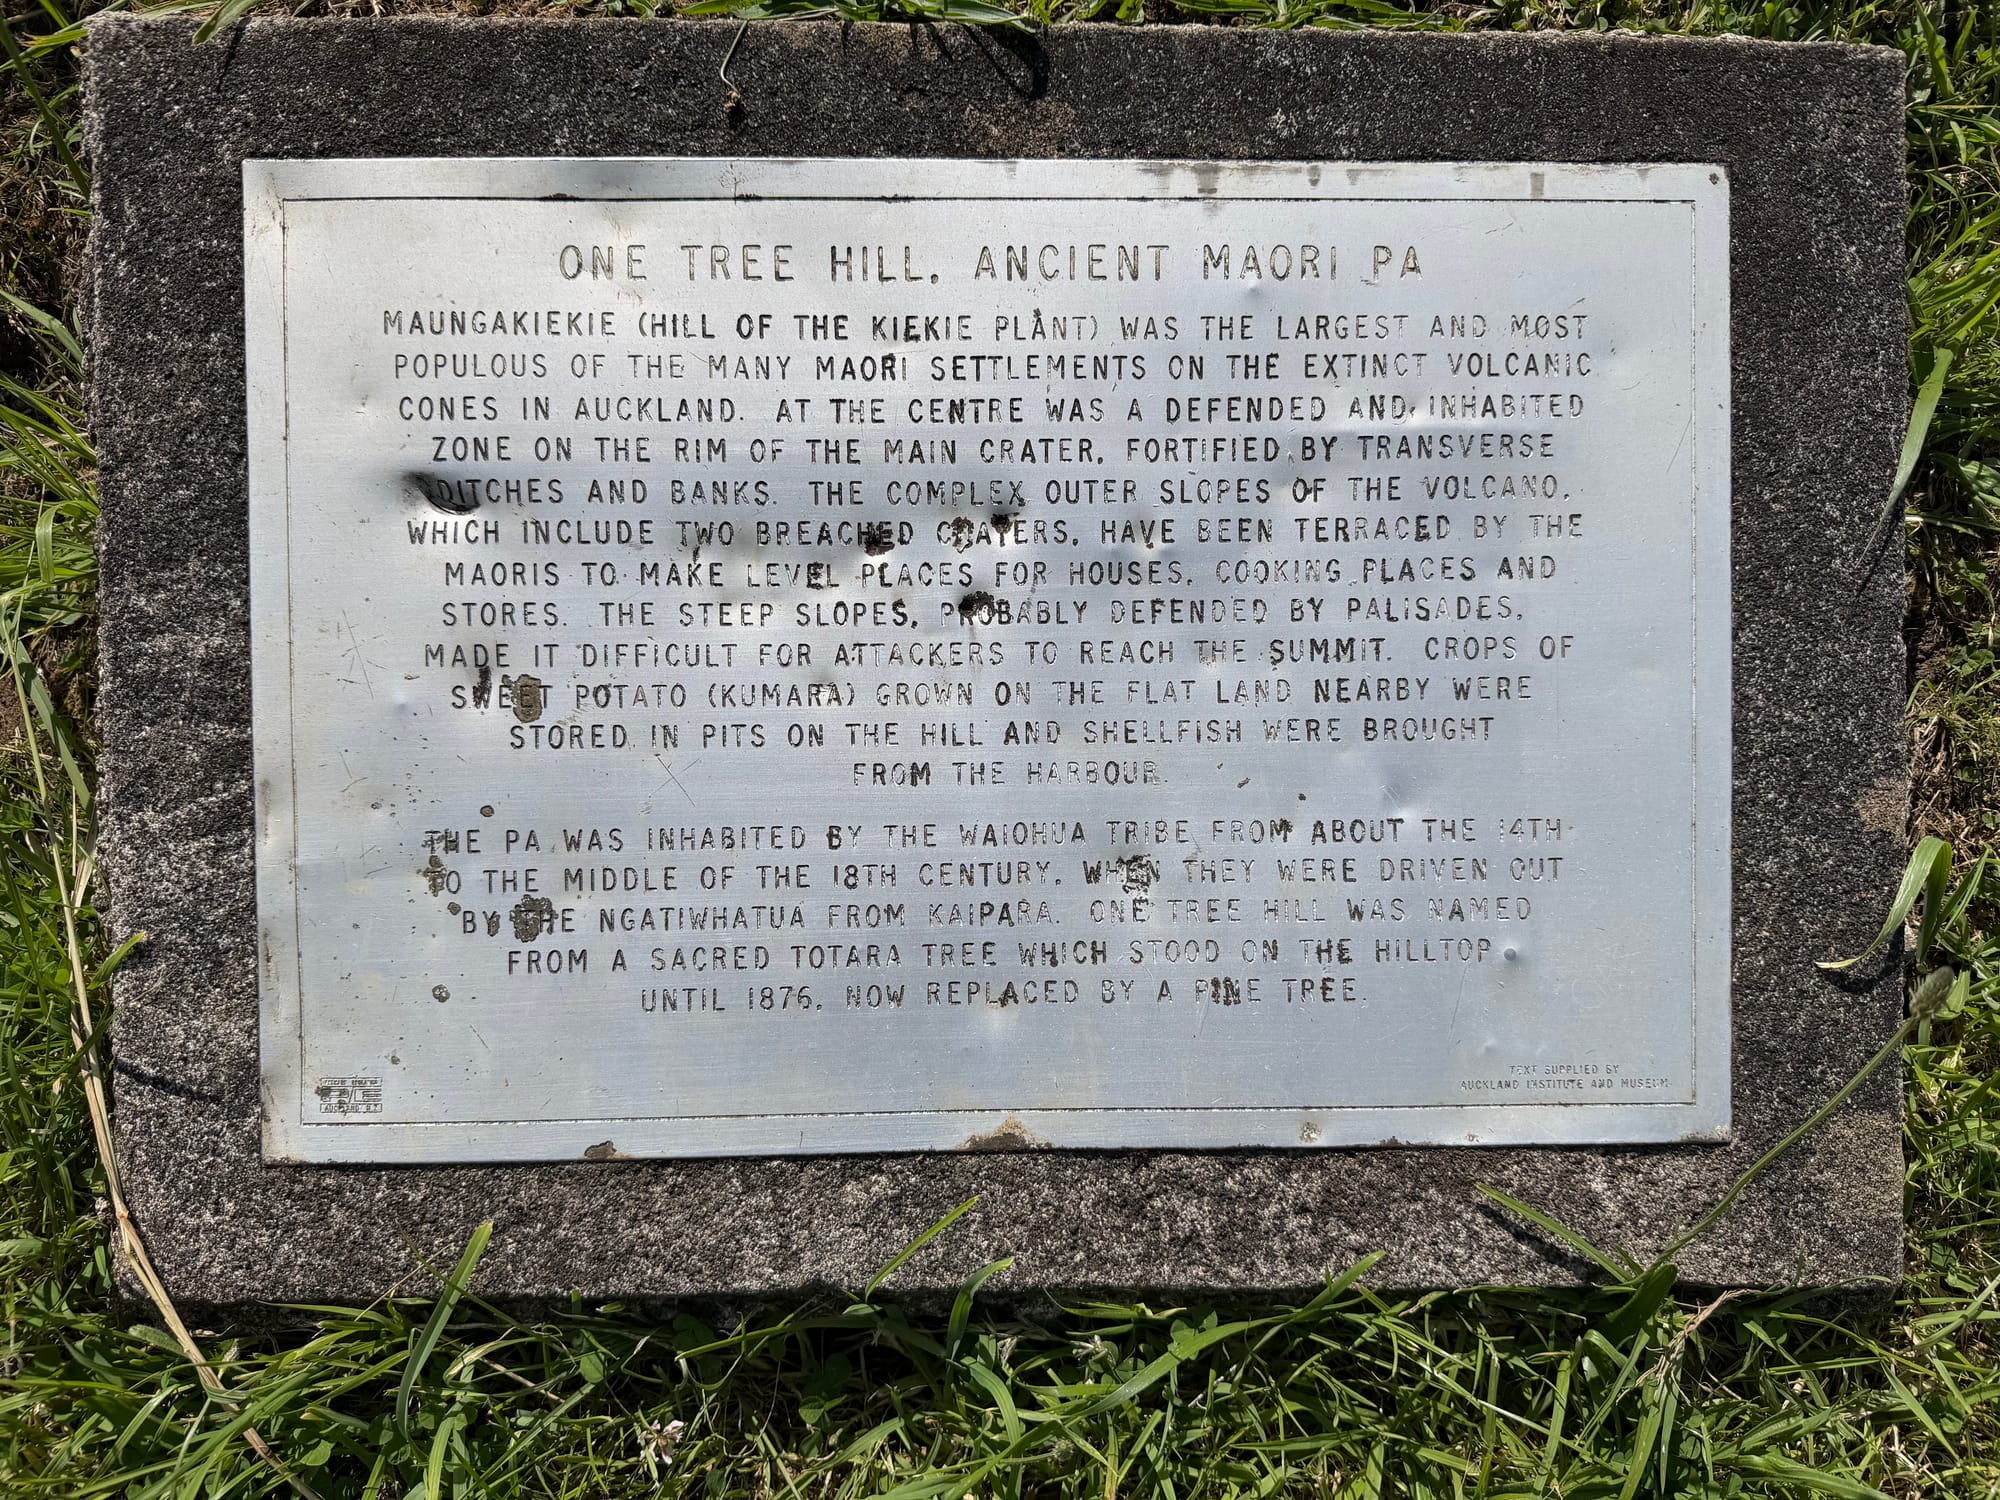 ONE TREE HILL. ANCIENT MAORI PA
MAUNGAKIEKIE (HILL OF THE KIEKIE PLANT) WAS THE LARGEST AND MOST
POPULOUS OF THE MANY MAORI SETTLEMENTS ON THE EXTINCT VOLCANIC
CONES IN AUCKLAND. AT THE CENTRE WAS A DEFENDED AND INHABITED
ZONE ON THE RIM OF THE MAIN CRATER, FORTIFIED BY TRANSVERSE
DITCHES AND BANKS. THE COMPLEX OUTER SLOPES OF THE VOLCANO,
WHICH INCLUDE TWO BREACHED CRATERS, HAVE BEEN TERRACED BY THE
MAORIS TO MAKE LEVEL PLACES FOR HOUSES, COOKING PLACES AND
STORES. THE STEEP SLOPES, PROBABLY DEFENDED BY PALISADES,
MADE IT DIFFICULT FOR ATTACKERS TO REACH THE SUMMIT. CROPS OF
SWEET POTATO (KUMARA) GROWN ON THE FLAT LAND NEARBY WERE
STORED IN PITS ON THE HILL AND SHELLFISH WERE BROUGHT
FROM THE HARBOUR.
THE PA WAS INHABITED BY THE WAIOHUA TRIBE FROM ABOUT THE 14TH
TO THE MIDDLE OF THE 18TH CENTURY, WHEN THEY WERE DRIVEN OUT
BY THE NGATIWHATUA FROM KAIPARA. ONE TREE HILL WAS NAMED
FROM A SACRED TOTARA TREE WHICH STOOD ON THE HILLTOP
UNTIL 1876, NOW REPLACED BY A PINE TREE.
TEXT SUPPLIED BY
AUCKLAND INSTITUTE AND MUSEUM
AUCKLAND N.Z.